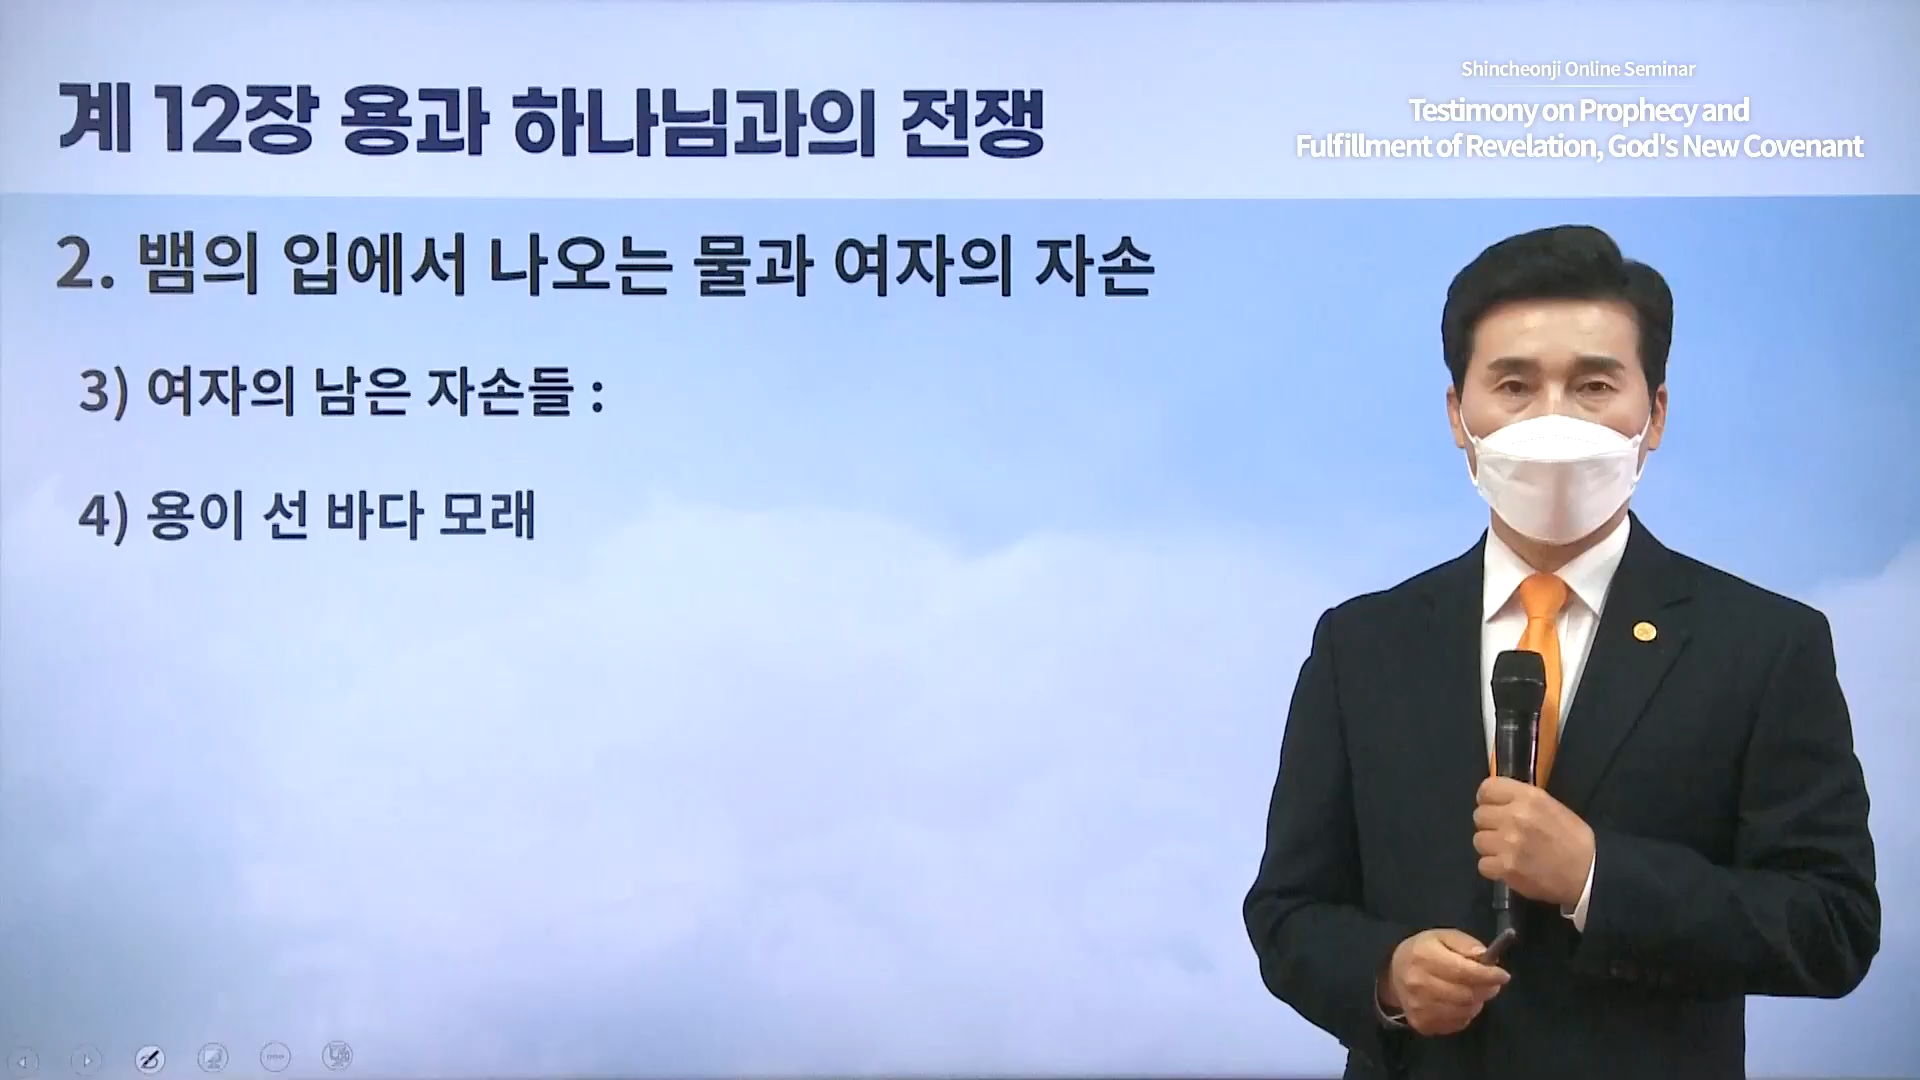 계 12장 용과 하나님과의 전쟁
Shincheonji Online Seminar
Testimony on Prophecy and
Fulfillment of Revelation, God's New Covenant
2. 뱀의 입에서 나오는 물과 여자의 자손
3) 여자의 남은 자손들 :
4) 용이 선 바다 모래